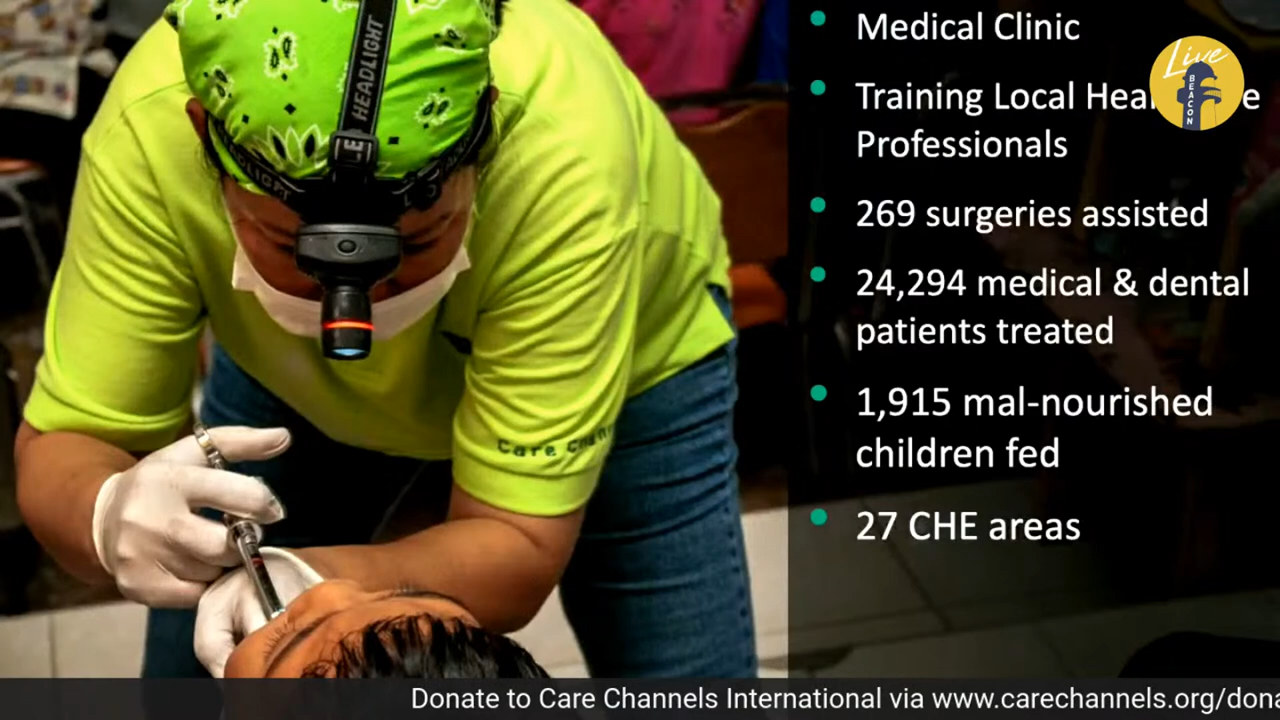 Medical Clinic
Live
BEACON
Training Local
Professionals
269 surgeries assisted
24,294 medical & dental
patients treated
1,915 mal-nourished
children fed
27 CHE areas
HEADLIGHT
Care
Donate to Care Channels International via www.carechannels.org/dona